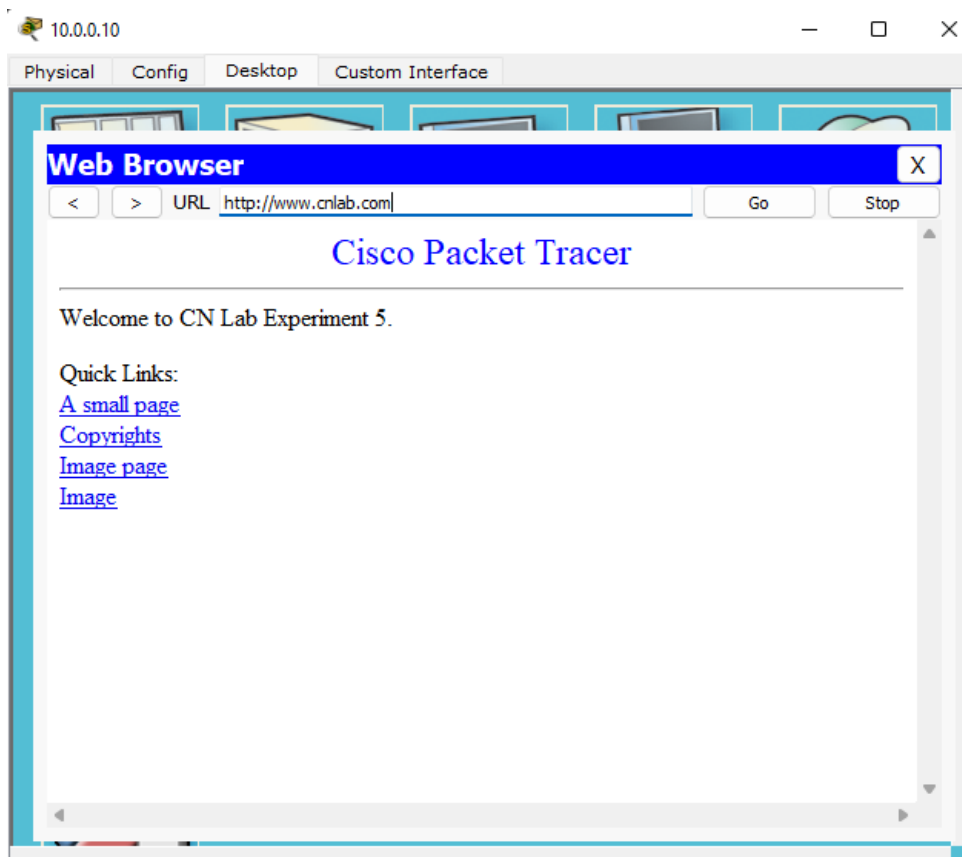 10.0.0.10
Physical Config Desktop Custom Interface
Web Browser X
< > URL http://www.cnlab.com Go Stop
Cisco Packet Tracer
Welcome to CN Lab Experiment 5.
Quick Links:
A small page
Copyrights
Image page
Image